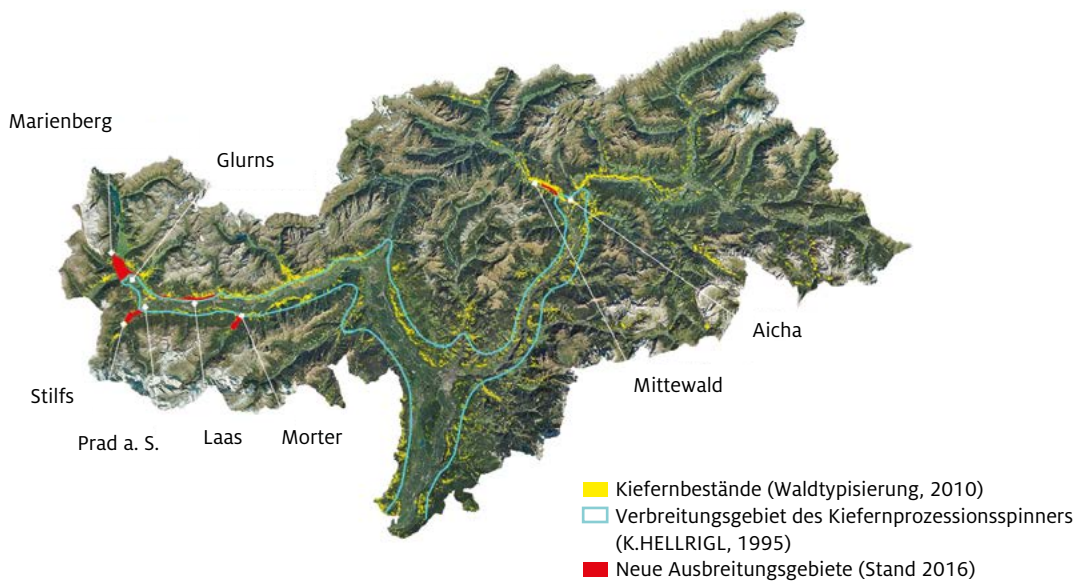 Marienberg
Glurns
Aicha
Mittewald
Stilfs
Prad a. S.
Laas
Morter
Kiefernbestände (Waldtypisierung, 2010)
Verbreitungsgebiet des Kiefernprozessionsspinners
(K.HELLRIGL, 1995)
Neue Ausbreitungsgebiete (Stand 2016)